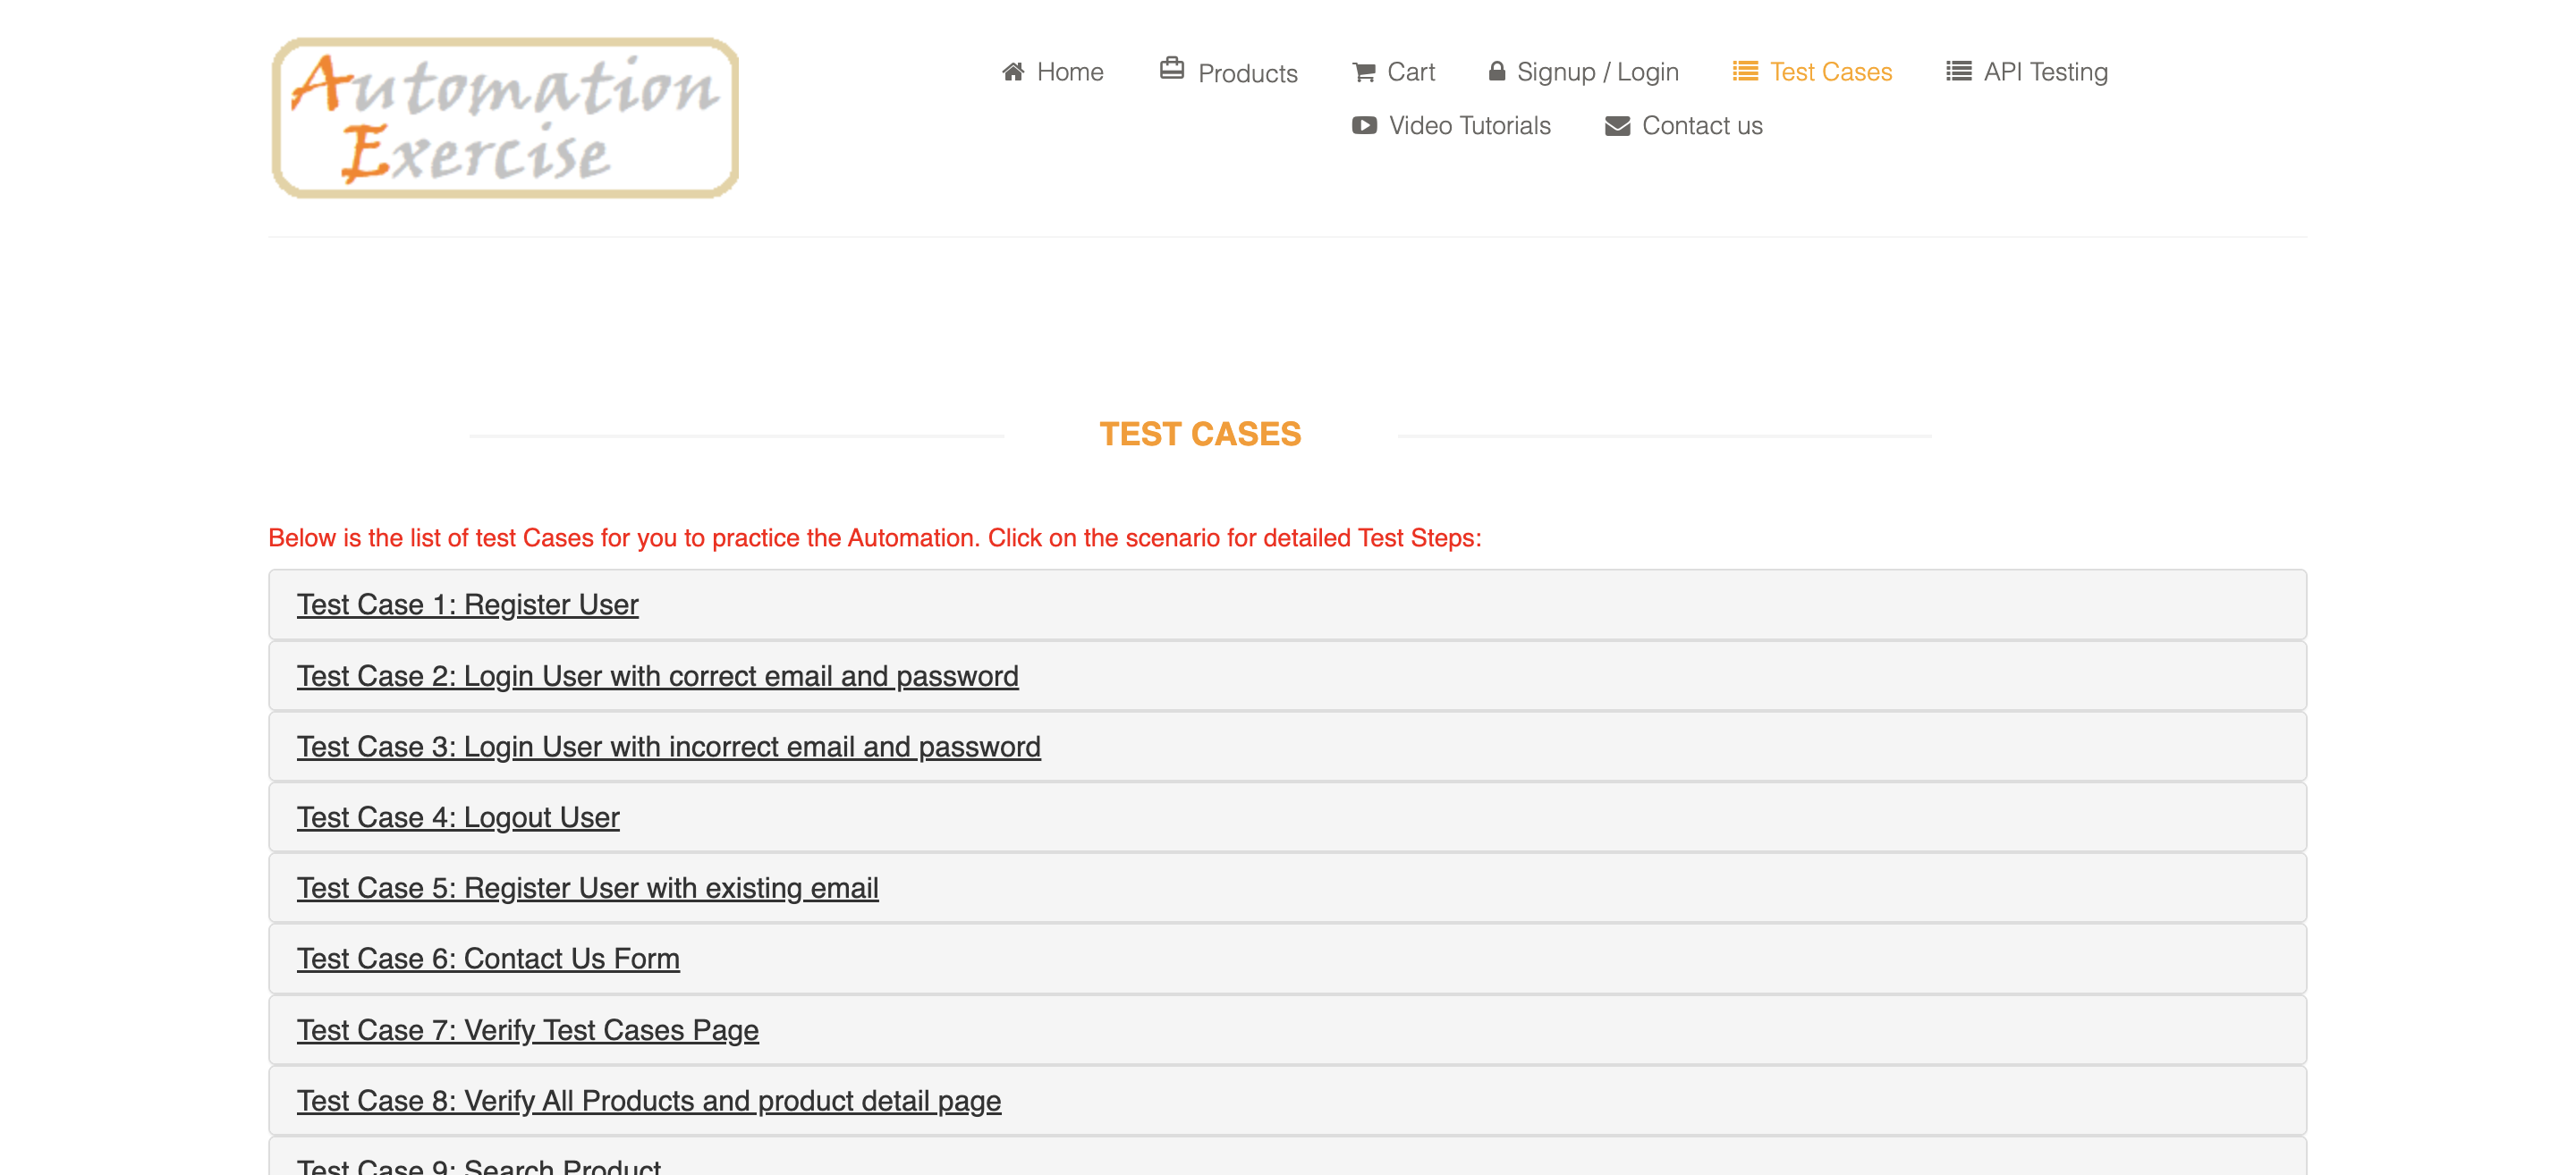 Automation
Exercise
Home Products Cart Signup / Login Test Cases API Testing
Video Tutorials Contact us
TEST CASES
Below is the list of test Cases for you to practice the Automation. Click on the scenario for detailed Test Steps:
Test Case 1: Register User
Test Case 2: Login User with correct email and password
Test Case 3: Login User with incorrect email and password
Test Case 4: Logout User
Test Case 5: Register User with existing email
Test Case 6: Contact Us Form
Test Case 7: Verify Test Cases Page
Test Case 8: Verify All Products and product detail page
Test Case 9: Search Product